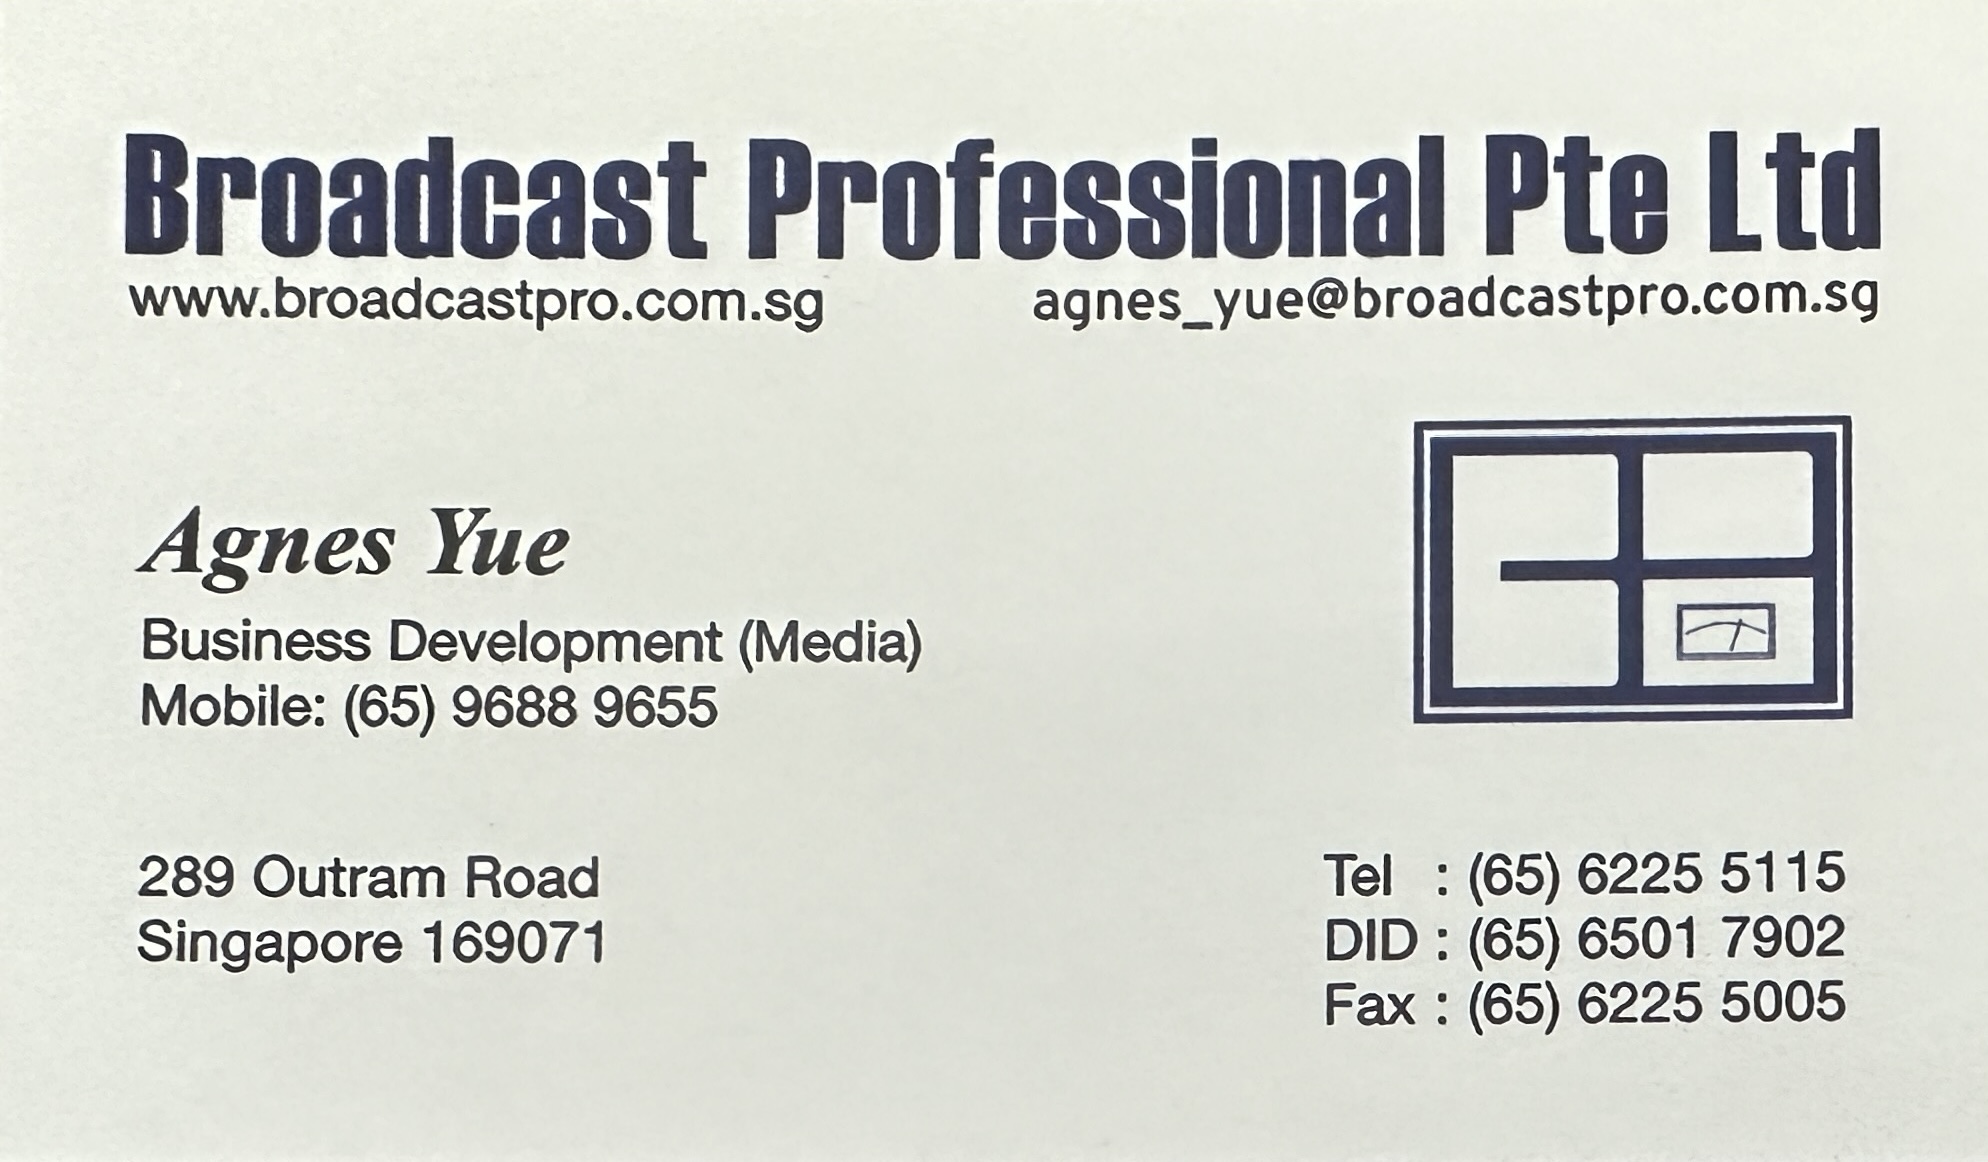 Broadcast Professional Pte Ltd
www.broadcastpro.com.sg agnes_yue@broadcastpro.com.sg
Agnes Yue
Business Development (Media)
Mobile: (65) 9688 9655
289 Outram Road
Singapore 169071
Tel : (65) 6225 5115
DID : (65) 6501 7902
Fax : (65) 6225 5005